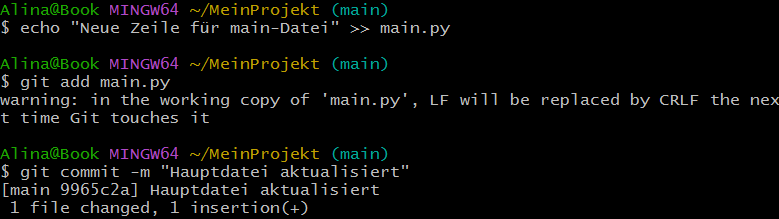 Alina@Book MINGW64 ~/MeinProjekt (main)
$ echo "Neue Zeile für main-Datei" >> main.py
Alina@Book MINGW64 ~/MeinProjekt (main)
$ git add main.py
warning: in the working copy of 'main.py', LF will be replaced by CRLF the nex
t time Git touches it
Alina@Book MINGW64 ~/MeinProjekt (main)
$ git commit -m "Hauptdatei aktualisiert"
[main 9965c2a] Hauptdatei aktualisiert
 1 file changed, 1 insertion(+)